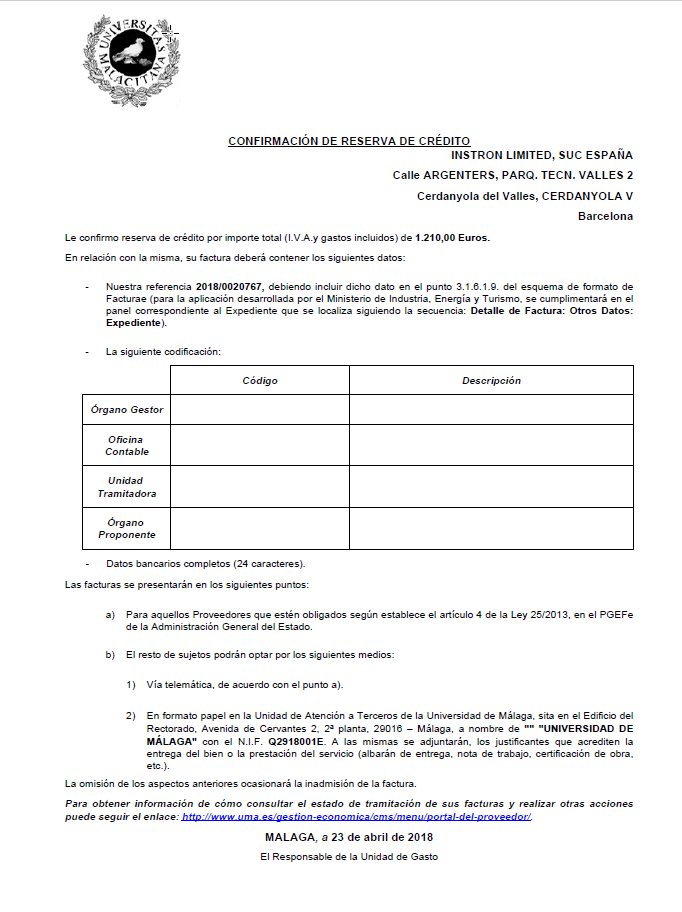 UNIVERSITAS MALACITANA
CONFIRMACIÓN DE RESERVA DE CRÉDITO
INSTRON LIMITED, SUC ESPAÑA
Calle ARGENTERS, PARQ. TECN. VALLES 2
Cerdanyola del Valles, CERDANYOLA V
Barcelona
Le confirmo reserva de crédito por importe total (I.V.A.y gastos incluidos) de 1.210,00 Euros.
En relación con la misma, su factura deberá contener los siguientes datos:
- Nuestra referencia 2018/0020767, debiendo incluir dicho dato en el punto 3.1.6.1.9. del esquema de formato de
Facturae (para la aplicación desarrollada por el Ministerio de Industria, Energía y Turismo, se cumplimentará en el
panel correspondiente al Expediente que se localiza siguiendo la secuencia: Detalle de Factura: Otros Datos:
Expediente).
- La siguiente codificación:
Código Descripción
Órgano Gestor
Oficina
Contable
Unidad
Tramitadora
Órgano
Proponente
- Datos bancarios completos (24 caracteres).
Las facturas se presentarán en los siguientes puntos:
a) Para aquellos Proveedores que estén obligados según establece el artículo 4 de la Ley 25/2013, en el PGEFe
de la Administración General del Estado.
b) El resto de sujetos podrán optar por los siguientes medios:
1) Vía telemática, de acuerdo con el punto a).
2) En formato papel en la Unidad de Atención a Terceros de la Universidad de Málaga, sita en el Edificio del
Rectorado, Avenida de Cervantes 2, 2ª planta, 29016 – Málaga, a nombre de "" "UNIVERSIDAD DE
MÁLAGA" con el N.I.F. Q2918001E. A las mismas se adjuntarán, los justificantes que acrediten la
entrega del bien o la prestación del servicio (albarán de entrega, nota de trabajo, certificación de obra,
etc.).
La omisión de los aspectos anteriores ocasionará la inadmisión de la factura.
Para obtener información de cómo consultar el estado de tramitación de sus facturas y realizar otras acciones
puede seguir el enlace: http://www.uma.es/gestion-economica/cms/menu/portal-del-proveedor/.
MALAGA, a 23 de abril de 2018
El Responsable de la Unidad de Gasto